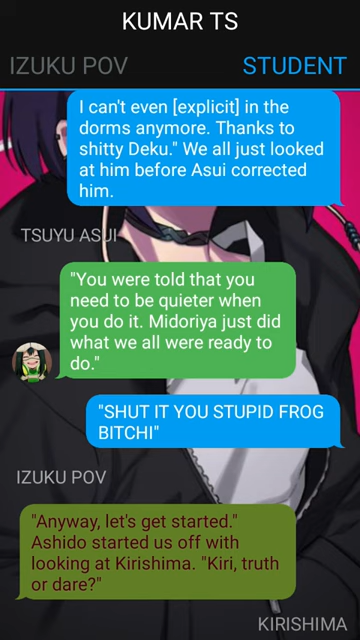 KUMAR TS
IZUKU POV
STUDENT
I can't even [explicit] in the
dorms anymore. Thanks to
shitty Deku." We all just looked
at him before Asui corrected
him.
TSUYU ASUI
"You were told that you
need to be quieter when
you do it. Midoriya just did
what we all were ready to
do."
"SHUT IT YOU STUPID FROG
BITCHI"
IZUKU POV
"Anyway, let's get started."
Ashido started us off with
looking at Kirishima. "Kiri, truth
or dare?"
KIRISHIMA